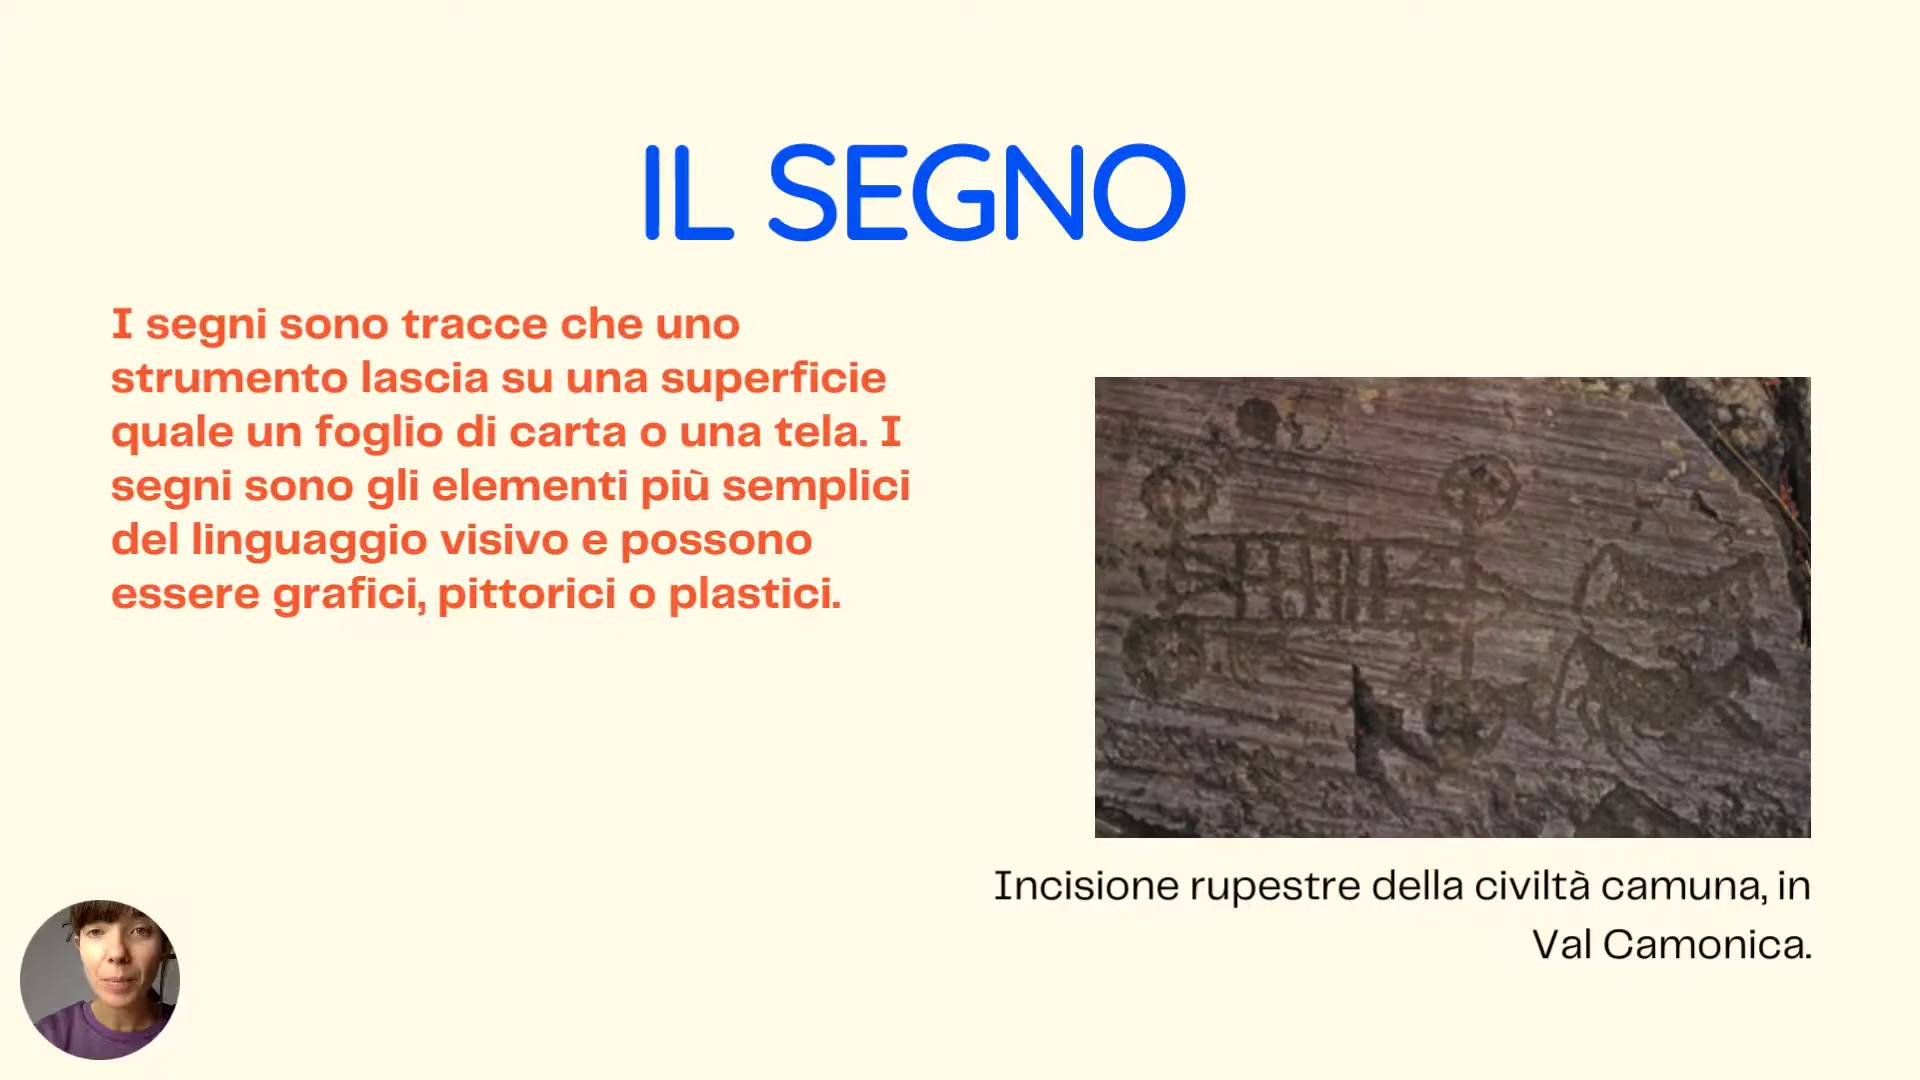 IL SEGNO
I segni sono tracce che uno
strumento lascia su una superficie
quale un foglio di carta o una tela. I
segni sono gli elementi più semplici
del linguaggio visivo e possono
essere grafici, pittorici o plastici.
Incisione rupestre della civiltà camuna, in
Val Camonica.